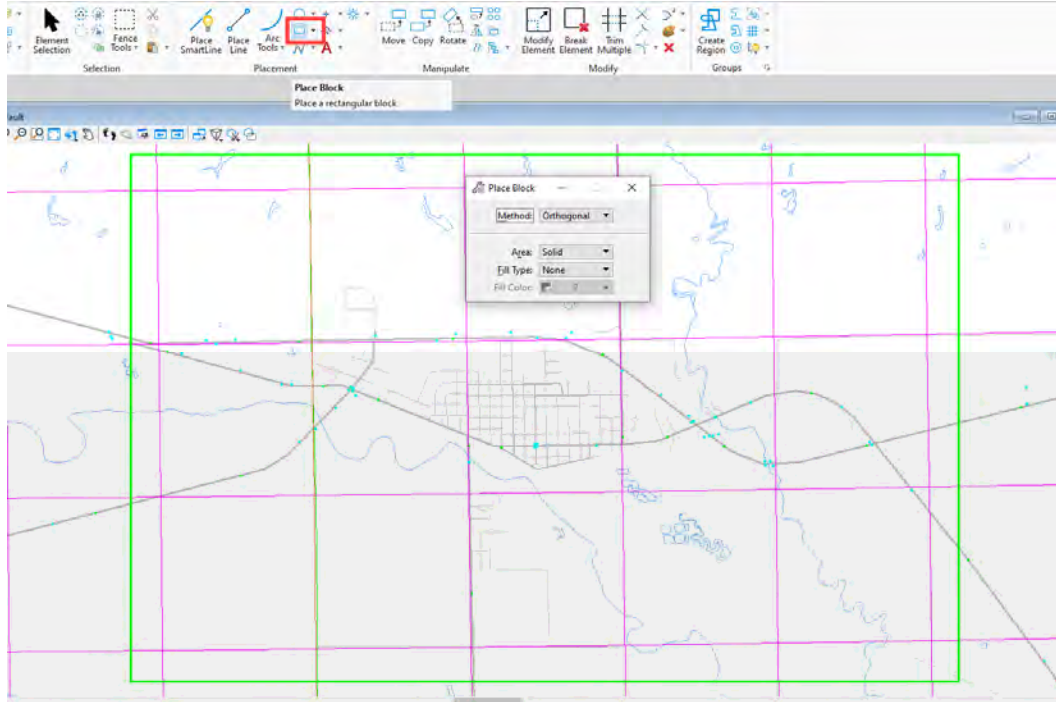 Element
Selection
Fence
Tools
Selection
Place
SmartLine
Place
Line
Arc
Tools
Placement
Move
Copy
Rotate
Manipulate
Modify
Element
Break
Element
Trim
Multiple
Modify
Create
Region
Groups
Place Block
Place a rectangular block
ault
Place Block
Method: Orthogonal
Area: Solid
Fill Type: None
Fill Color: 0